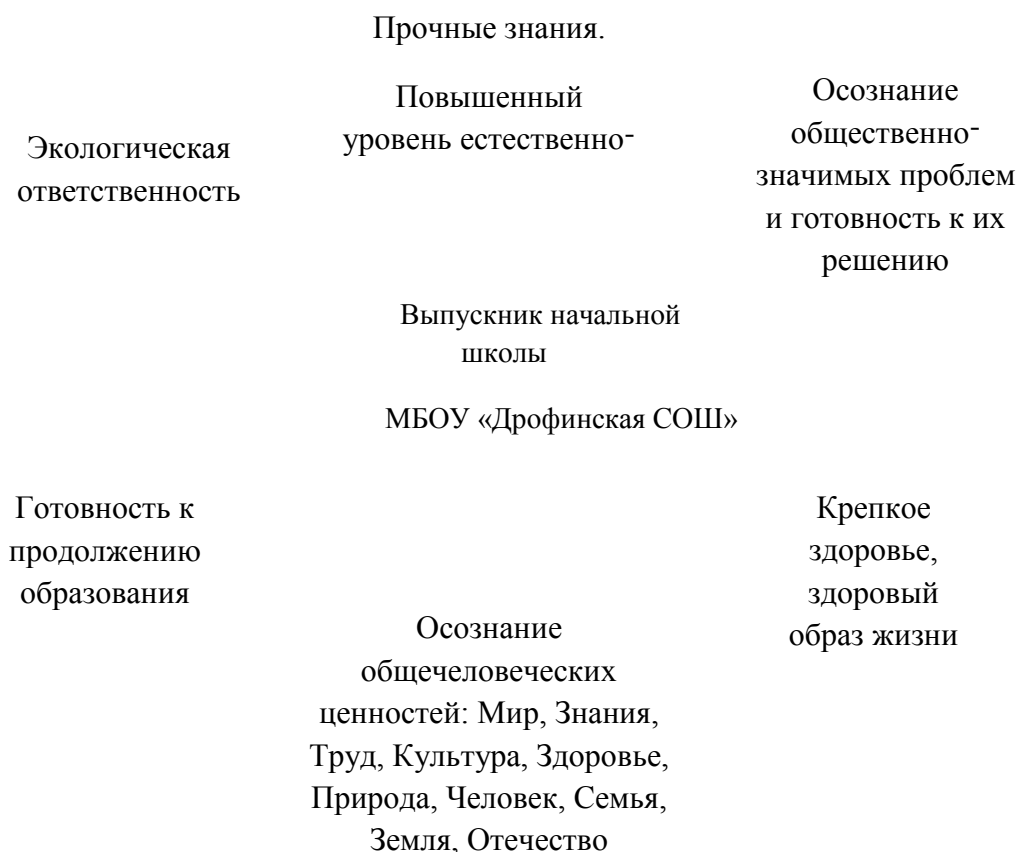 Прочные знания.
Повышенный
уровень естественно-
Экологическая
ответственность
Осознание
общественно-
значимых проблем
и готовность к их
решению
Выпускник начальной
школы
МБОУ «Дрофинская СОШ»
Готовность к
продолжению
образования
Крепкое
здоровье,
здоровый
образ жизни
Осознание
общечеловеческих
ценностей: Мир, Знания,
Труд, Культура, Здоровье,
Природа, Человек, Семья,
Земля, Отечество